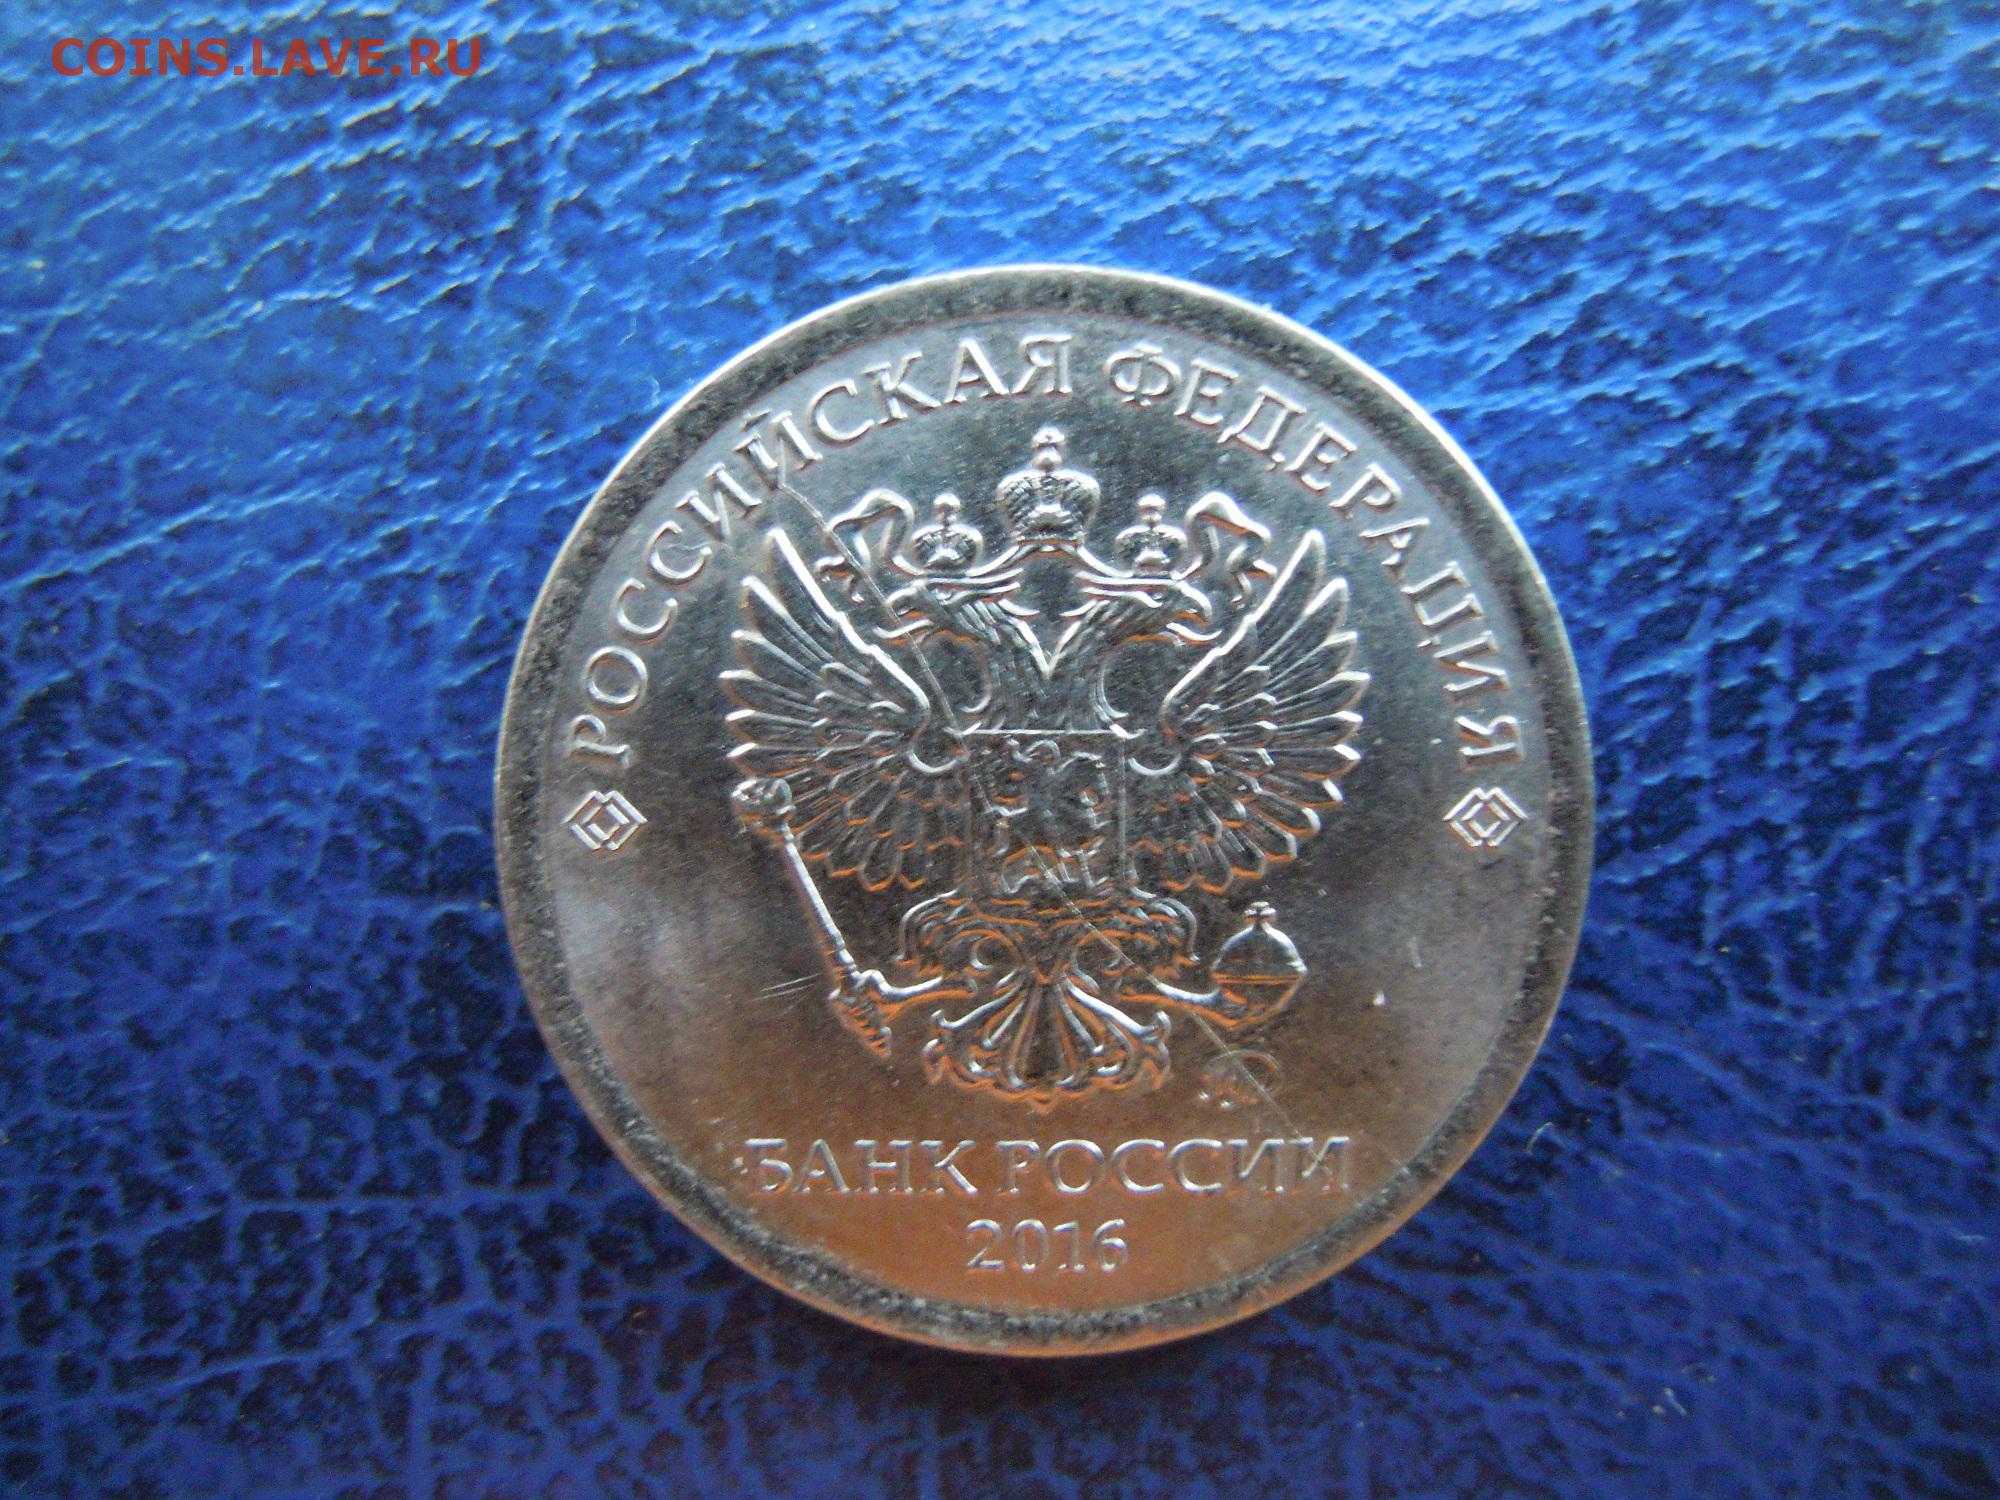 COINS.LAVE.RU
РОССИЙСКАЯ ФЕДЕРАЦИЯ
БАНК РОССИИ
2016